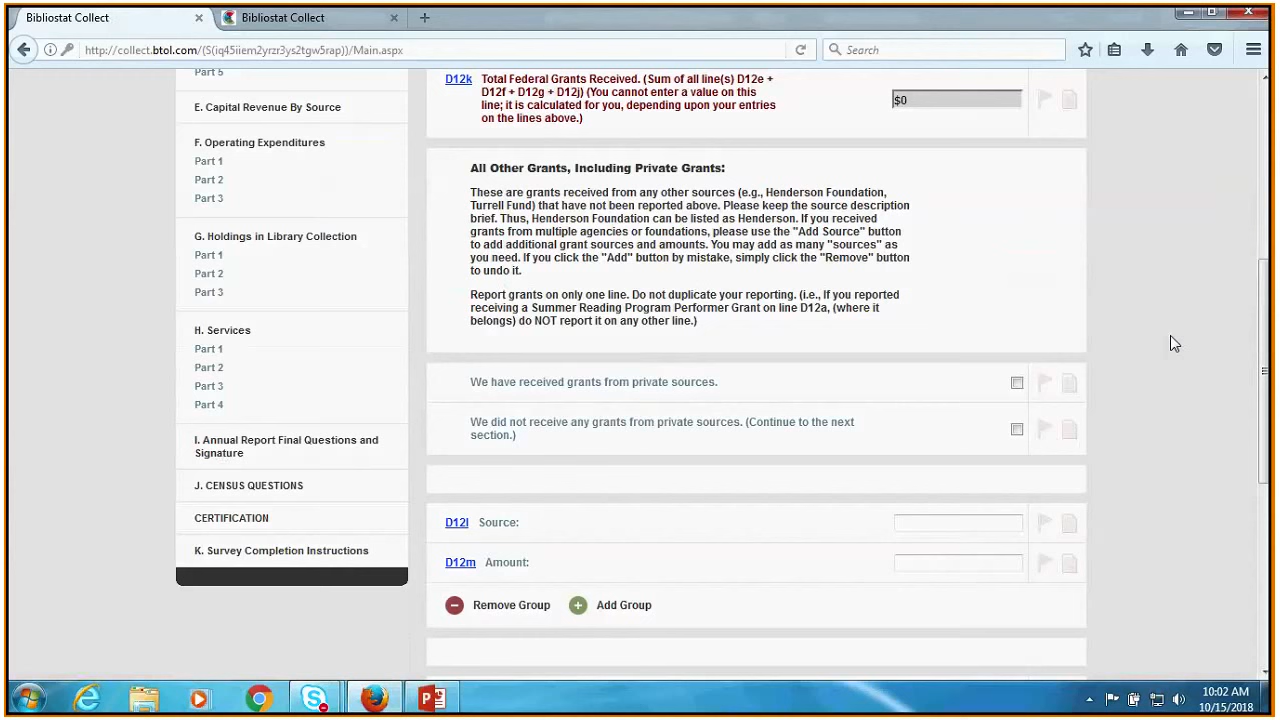 Bibliostat Collect
Bibliostat Collect
http://collect.btol.com/(S(iq45iiem2yrzr3ys2tgw5rap))/Main.aspx
Search
Part 5
E. Capital Revenue By Source
F. Operating Expenditures
Part 1
Part 2
Part 3
G. Holdings in Library Collection
Part 1
Part 2
Part 3
H. Services
Part 1
Part 2
Part 3
Part 4
I. Annual Report Final Questions and
Signature
J. CENSUS QUESTIONS
CERTIFICATION
K. Survey Completion Instructions
D12k Total Federal Grants Received. (Sum of all line(s) D12e +
D12f + D12g + D12j) (You cannot enter a value on this
line; it is calculated for you, depending upon your entries
on the lines above.)
$0
All Other Grants, Including Private Grants:
These are grants received from any other sources (e.g., Henderson Foundation,
Turrell Fund) that have not been reported above. Please keep the source description
brief. Thus, Henderson Foundation can be listed as Henderson. If you received
grants from multiple agencies or foundations, please use the "Add Source" button
to add additional grant sources and amounts. You may add as many "sources" as
you need. If you click the "Add" button by mistake, simply click the "Remove" button
to undo it.
Report grants on only one line. Do not duplicate your reporting. (i.e., If you reported
receiving a Summer Reading Program Performer Grant on line D12a, (where it
belongs) do NOT report it on any other line.)
We have received grants from private sources.
We did not receive any grants from private sources. (Continue to the next
section.)
D12l Source:
D12m Amount:
Remove Group Add Group
10:02 AM
10/15/2018